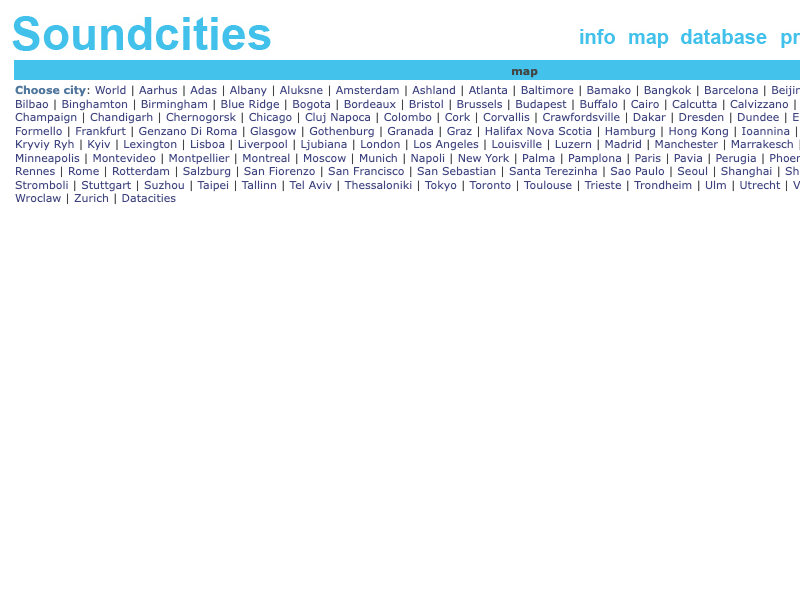 Soundcities
info map database
map
Choose city: World | Aarhus | Adas | Albany | Aluksne | Amsterdam | Ashland | Atlanta | Baltimore | Bamako | Bangkok | Barcelona |
Bilbao | Binghamton | Birmingham | Blue Ridge | Bogota | Bordeaux | Bristol | Brussels | Budapest | Buffalo | Cairo | Calcutta | Calvizzano |
Champaign | Chandigarh | Chernogorsk | Chicago | Cluj Napoca | Colombo | Cork | Corvallis | Crawfordsville | Dakar | Dresden | Dundee |
Formello | Frankfurt | Genzano Di Roma | Glasgow | Gothenburg | Granada | Graz | Halifax Nova Scotia | Hamburg | Hong Kong | Ioannina |
Kryviy Ryh | Kyiv | Lexington | Lisboa | Liverpool | Ljubiana | London | Los Angeles | Louisville | Luzern | Madrid | Manchester | Marrakesch |
Minneapolis | Montevideo | Montpellier | Montreal | Moscow | Munich | Napoli | New York | Palma | Pamplona | Paris | Pavia | Perugia |
Rennes | Rome | Rotterdam | Salzburg | San Fiorenzo | San Francisco | San Sebastian | Santa Terezinha | Sao Paulo | Seoul | Shanghai |
Stromboli | Stuttgart | Suzhou | Taipei | Tallinn | Tel Aviv | Thessaloniki | Tokyo | Toronto | Toulouse | Trieste | Trondheim | Ulm | Utrecht |
Wroclaw | Zurich | Datacities